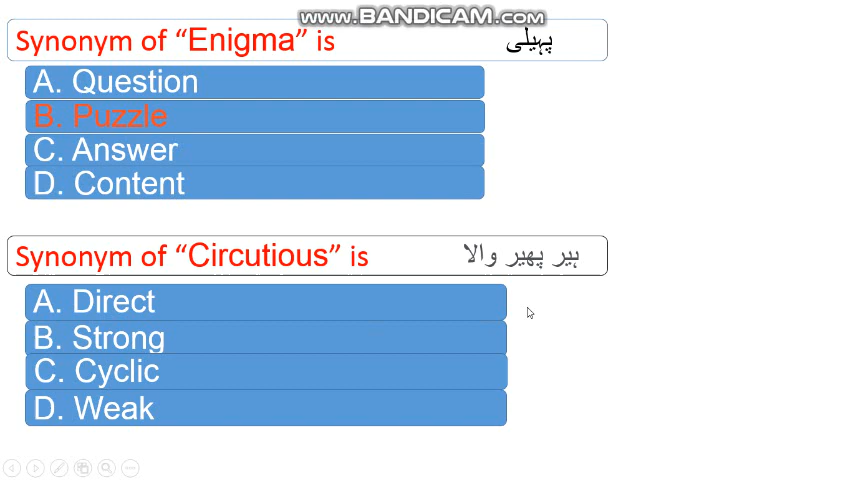 www.BANDICAM.com
Synonym of “Enigma” is پہیلی
A. Question
B. Puzzle
C. Answer
D. Content
Synonym of “Circutious” is ہیر پھیر والا
A. Direct
B. Strong
C. Cyclic
D. Weak